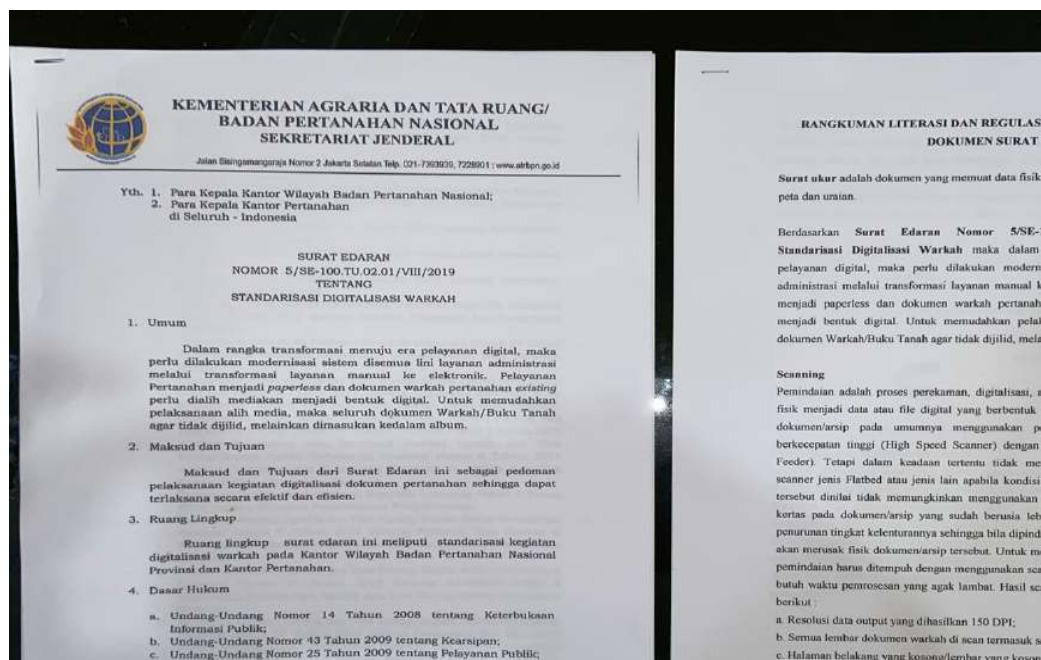 KEMENTERIAN AGRARIA DAN TATA RUANG/
BADAN PERTANAHAN NASIONAL
SEKRETARIAT JENDERAL
Jalan Sisingamangaraja Nomor 2 Jakarta Selatan Telp. 021-7393939, 7228901 : www.atrbpn.go.id
Yth. 1. Para Kepala Kantor Wilayah Badan Pertanahan Nasional;
2. Para Kepala Kantor Pertanahan
di Seluruh - Indonesia
SURAT EDARAN
NOMOR 5/SE-100.TU.02.01/VIII/2019
TENTANG
STANDARISASI DIGITALISASI WARKAH
1. Umum
Dalam rangka transformasi menuju era pelayanan digital, maka
perlu dilakukan modernisasi sistem disemua lini layanan administrasi
melalui transformasi layanan manual ke elektronik. Pelayanan
Pertanahan menjadi paperless dan dokumen warkah pertanahan existing
perlu dialih mediakan menjadi bentuk digital. Untuk memudahkan
pelaksanaan alih media, maka seluruh dokumen Warkah/Buku Tanah
agar tidak dijilid, melainkan dimasukan kedalam album.
2. Maksud dan Tujuan
Maksud dan Tujuan dari Surat Edaran ini sebagai pedoman
pelaksanaan kegiatan digitalisasi dokumen pertanahan sehingga dapat
terlaksana secara efektif dan efisien.
3. Ruang Lingkup
Ruang lingkup surat edaran ini meliputi standarisasi kegiatan
digitalisasi warkah pada Kantor Wilayah Badan Pertanahan Nasional
Provinsi dan Kantor Pertanahan.
4. Dasar Hukum
a. Undang-Undang Nomor 14 Tahun 2008 tentang Keterbukaan
Informasi Publik;
b. Undang-Undang Nomor 43 Tahun 2009 tentang Kearsipan;
c. Undang-Undang Nomor 25 Tahun 2009 tentang Pelayanan Publik;
RANGKUMAN LITERASI DAN REGULAS
DOKUMEN SURAT
Surat ukur adalah dokumen yang memuat data fisik
peta dan uraian.
Berdasarkan Surat Edaran Nomor 5/SE-1
Standarisasi Digitalisasi Warkah maka dalam
pelayanan digital, maka perlu dilakukan modern
administrasi melalui transformasi layanan manual k
menjadi paperless dan dokumen warkah pertanah
menjadi bentuk digital. Untuk memudahkan pelak
dokumen Warkah/Buku Tanah agar tidak dijilid, mela
Scanning
Pemindaian adalah proses perekaman, digitalisasi, a
fisik menjadi data atau file digital yang berbentuk
dokumen/arsip pada umumnya menggunakan p
berkecepatan tinggi (High Speed Scanner) dengan
Feeder). Tetapi dalam keadaan tertentu tidak me
scanner jenis Flatbed atau jenis lain apabila kondisi
tersebut dinilai tidak memungkinkan menggunakan
kertas pada dokumen/arsip yang sudah berusia leb
penurunan tingkat kelenturannya sehingga bila dipind
akan merusak fisik dokumen/arsip tersebut. Untuk m
pemindaian harus ditempuh dengan menggunakan sca
butuh waktu pemrosesan yang agak lambat. Hasil sc
berikut :
a. Resolusi data output yang dihasilkan 150 DPI;
b. Semua lembar dokumen warkah di scan termasuk s
c. Halaman belakang yang kosong/lembar yang koson